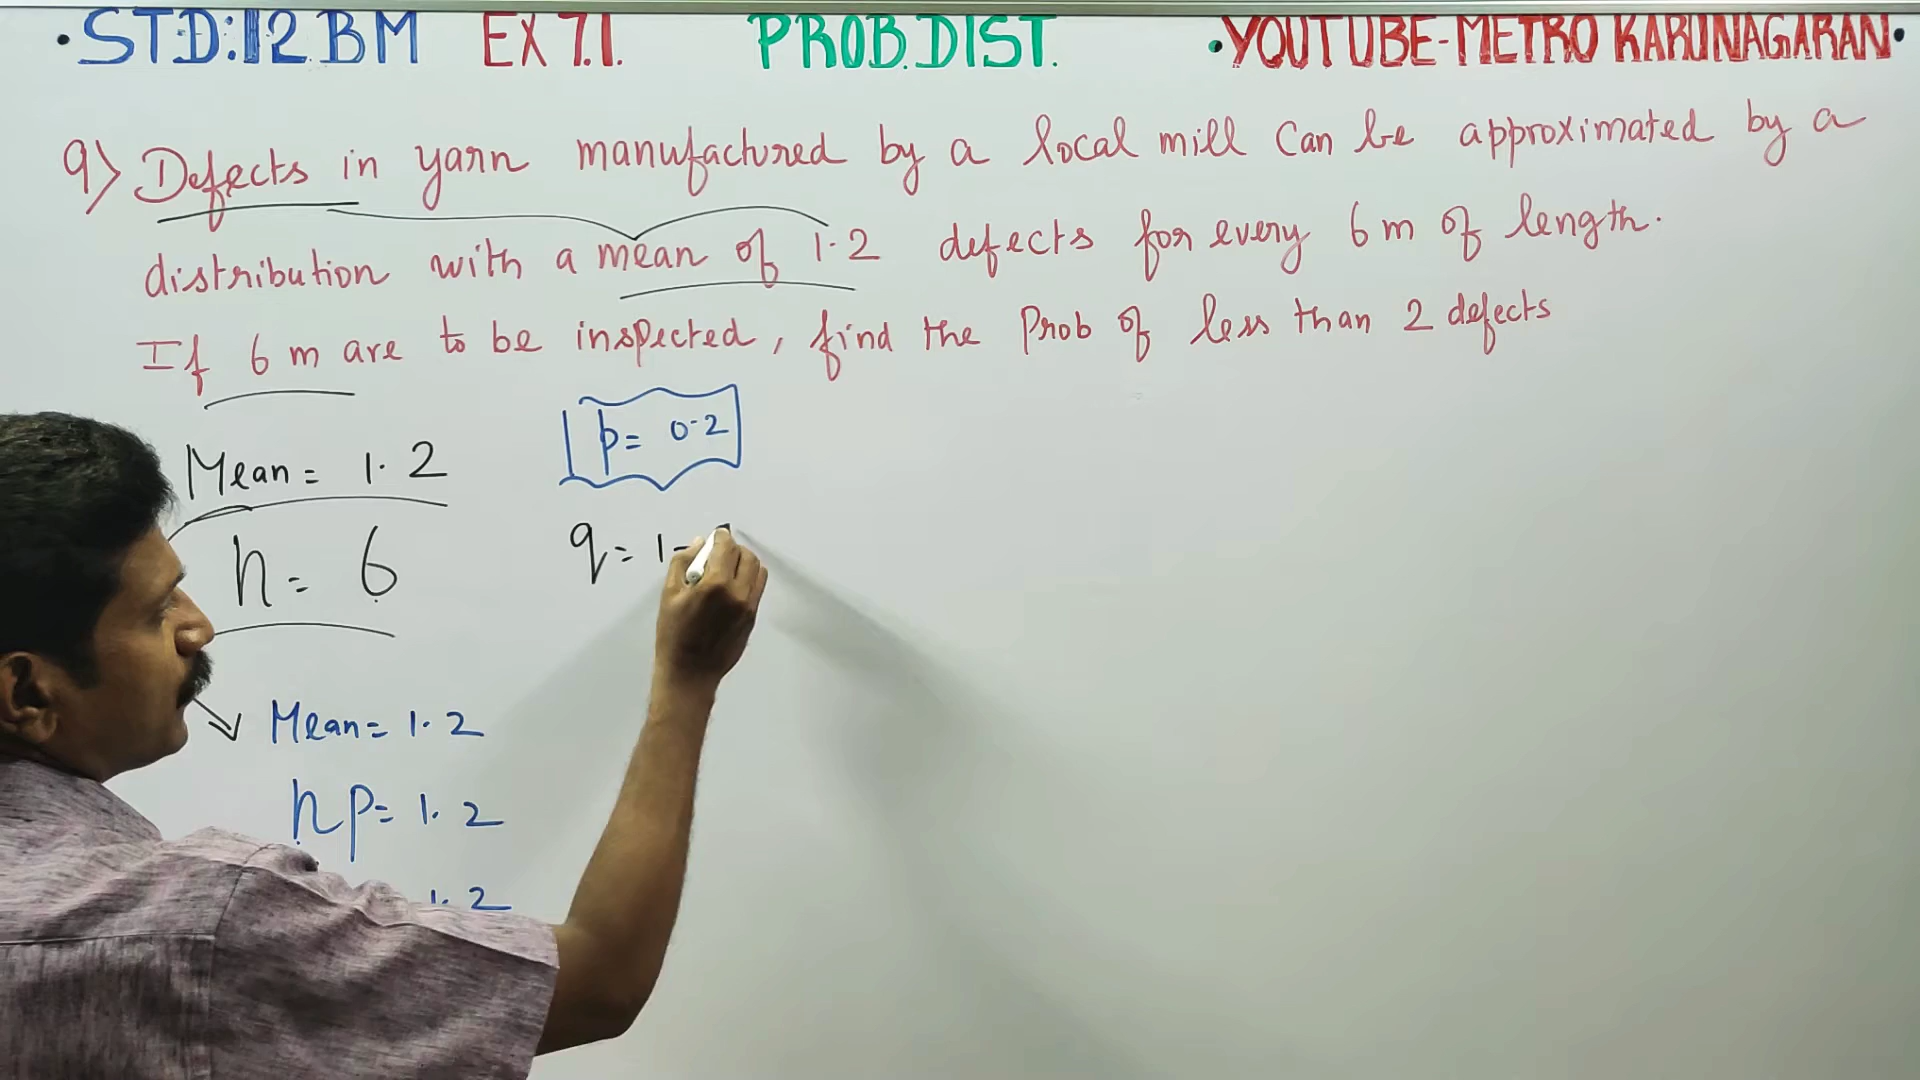 •STD:12 BM EX 7.1. PROB.DIST. •YOUTUBE-METRO KARUNAGARAN•
9) Defects in yarn manufactured by a local mill can be approximated by a
distribution with a mean of 1.2 defects for every 6 m of length.
If 6 m are to be inspected, find the Prob of less than 2 defects
Mean = 1.2
n = 6
Mean = 1.2
np = 1.2
1.2
p = 0.2
q = 1-